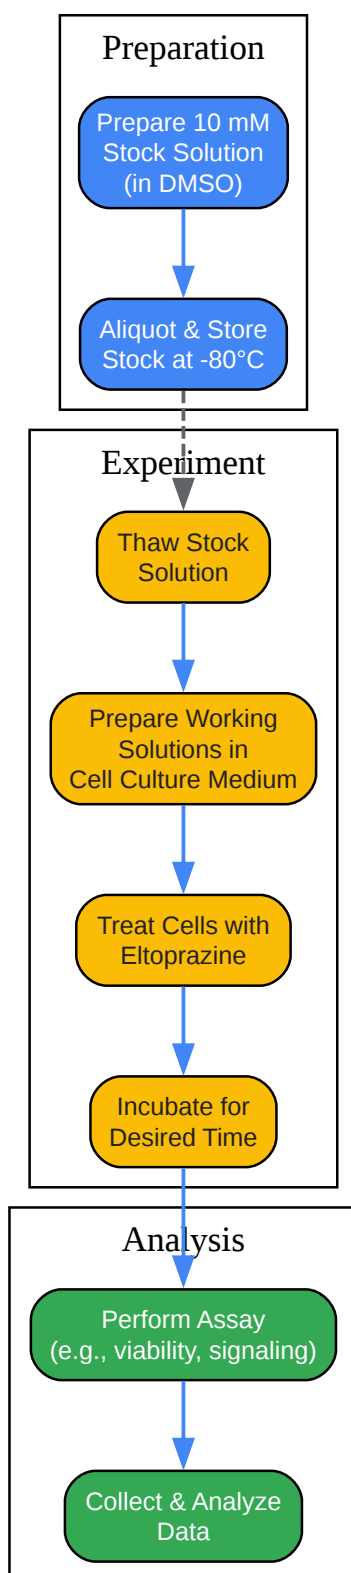 Preparation
Prepare 10 mM
Stock Solution
(in DMSO)
Aliquot & Store
Stock at -80°C
Experiment
Thaw Stock
Solution
Prepare Working
Solutions in
Cell Culture Medium
Treat Cells with
Eltoprazine
Incubate for
Desired Time
Analysis
Perform Assay
(e.g., viability, signaling)
Collect & Analyze
Data